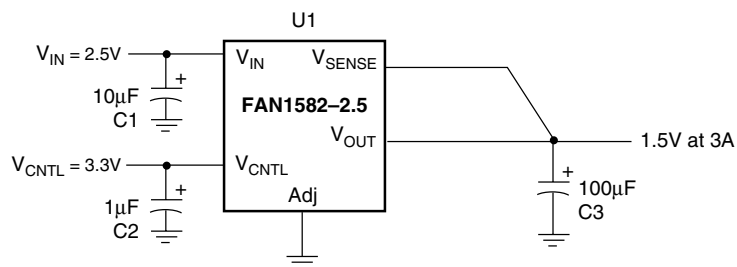 U1
V_IN = 2.5V
V_IN
V_SENSE
+
10μF
C1
FAN1582–2.5
V_OUT
1.5V at 3A
V_CNTL = 3.3V
V_CNTL
+
1μF
C2
Adj
+
100μF
C3